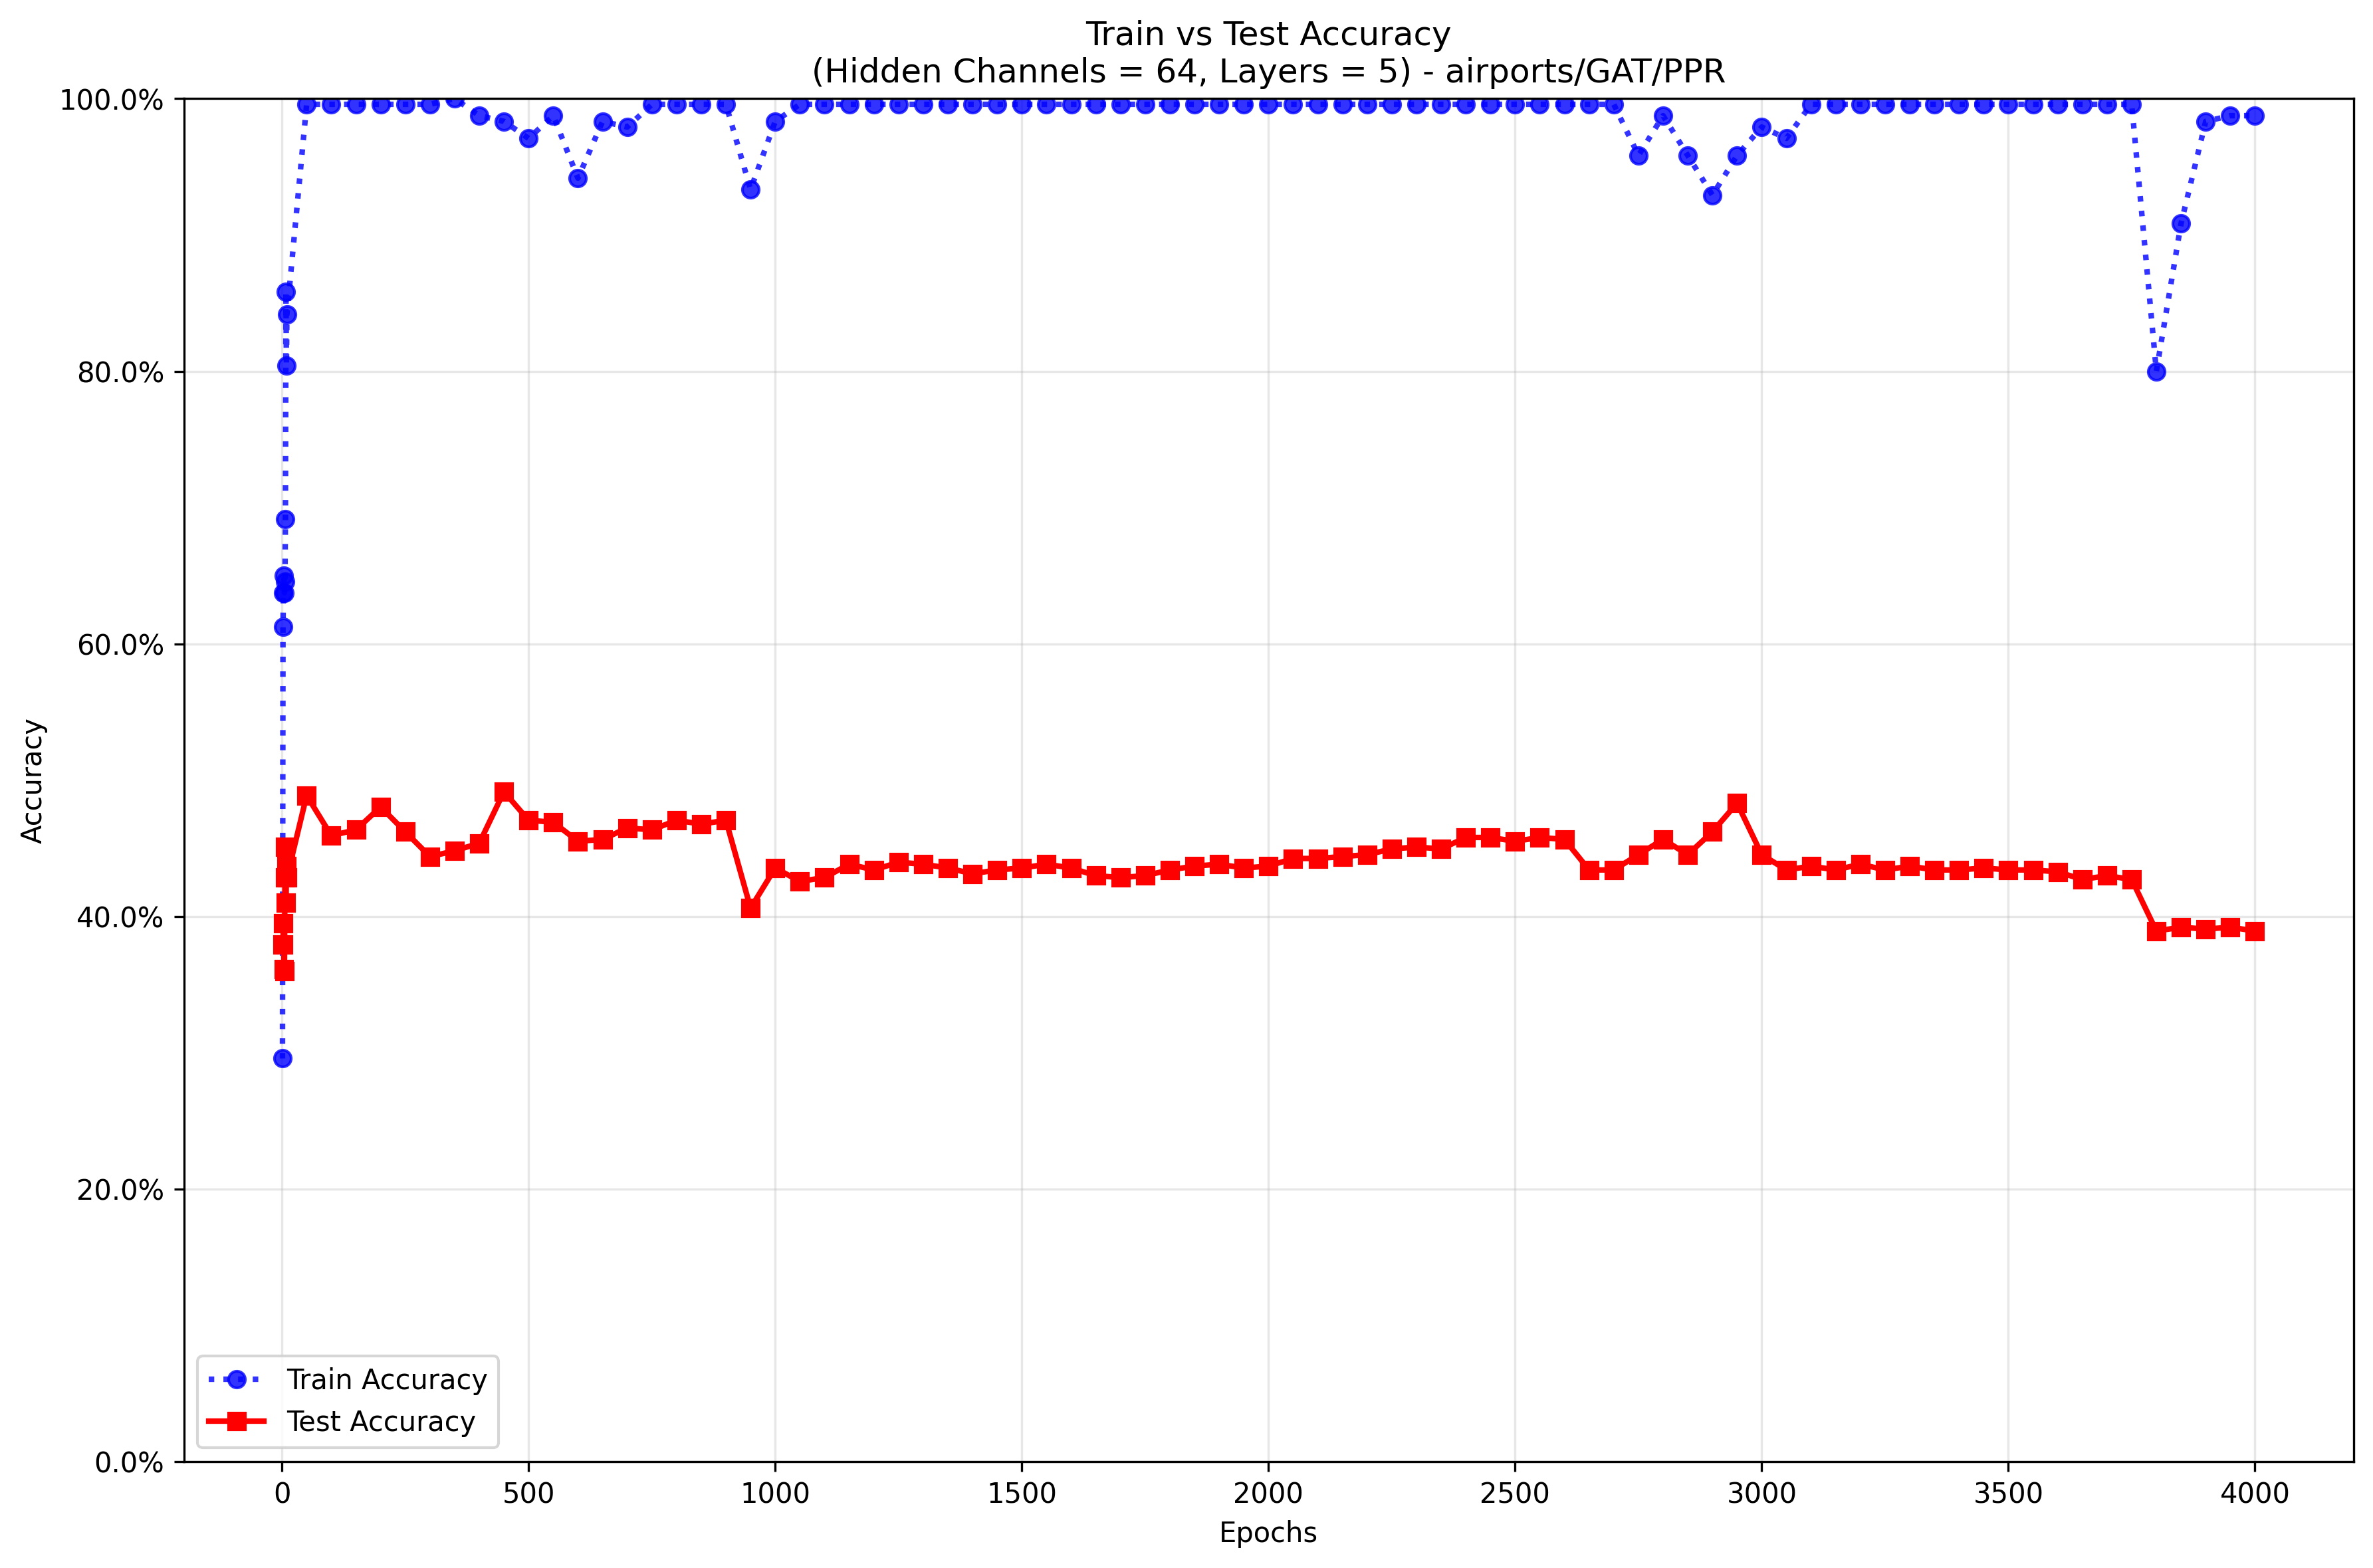 Train vs Test Accuracy
(Hidden Channels = 64, Layers = 5) - airports/GAT/PPR
100.0%
80.0%
60.0%
40.0%
20.0%
0.0%
Accuracy
Train Accuracy
Test Accuracy
0 500 1000 1500 2000 2500 3000 3500 4000
Epochs